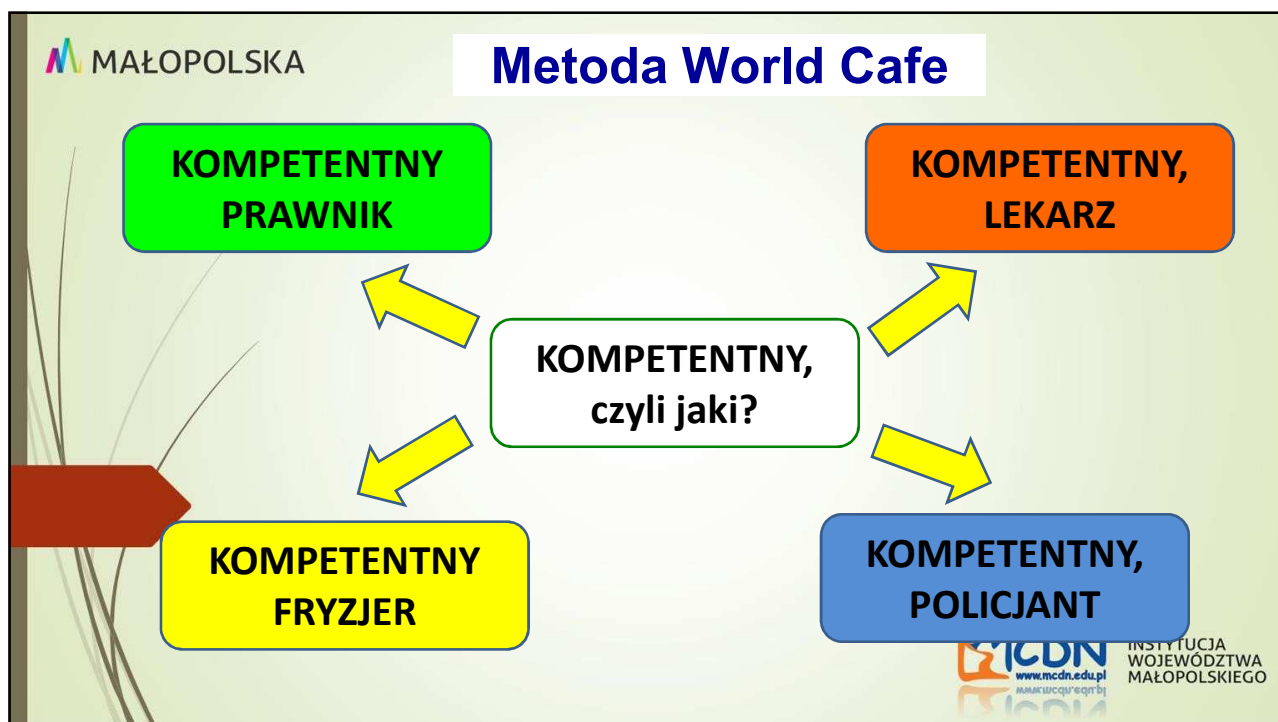 MAŁOPOLSKA
Metoda World Cafe
KOMPETENTNY
PRAWNIK
KOMPETENTNY,
LEKARZ
KOMPETENTNY,
czyli jaki?
KOMPETENTNY
FRYZJER
KOMPETENTNY,
POLICJANT
MCDN
www.mcdn.edu.pl
INSTYTUCJA
WOJEWÓDZTWA
MAŁOPOLSKIEGO